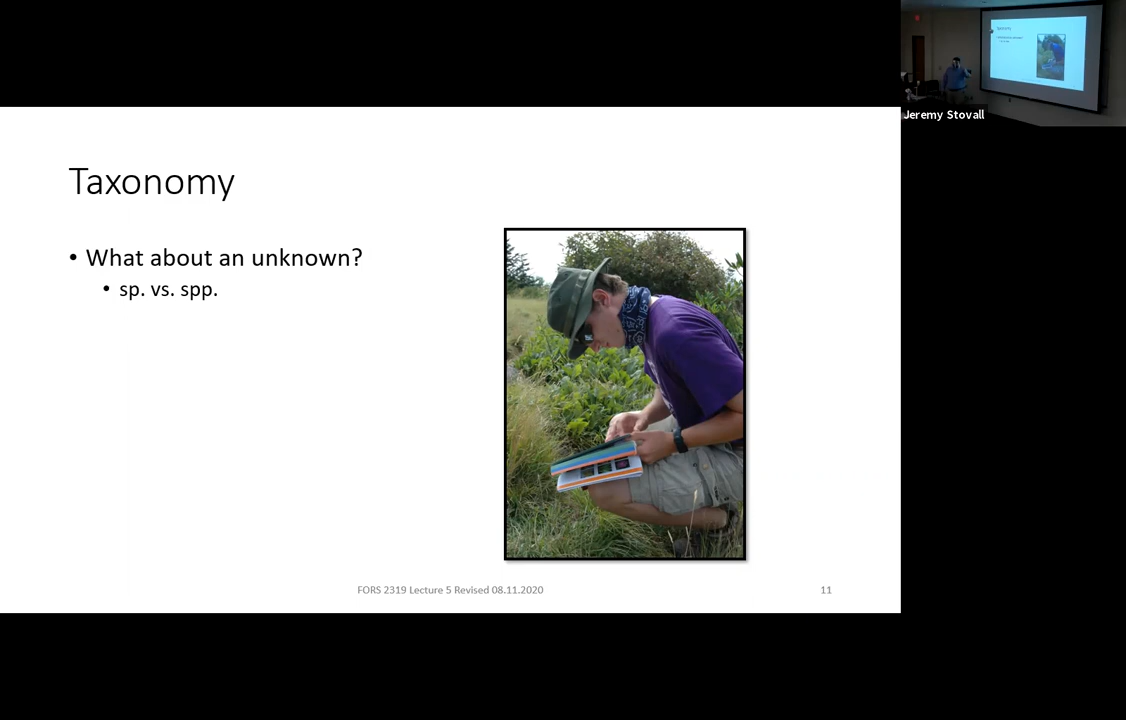 Jeremy Stovall
Taxonomy
• What about an unknown?
• sp. vs. spp.
FORS 2319 Lecture 5 Revised 08.11.2020
11